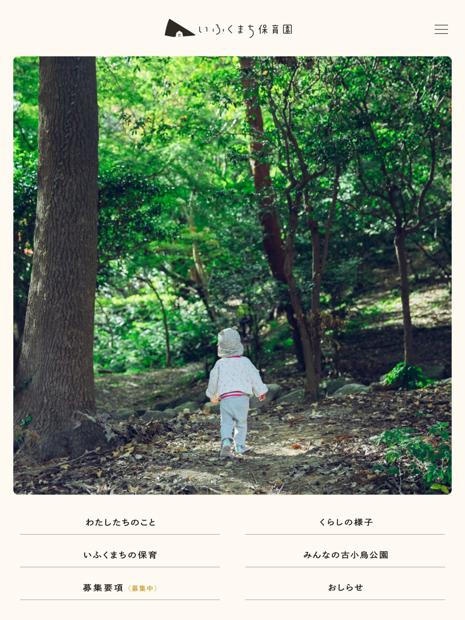 いふくまち保育園
わたしたちのこと
くらしの様子
いふくまちの保育
みんなの古小烏公園
募集要項（募集中）
おしらせ